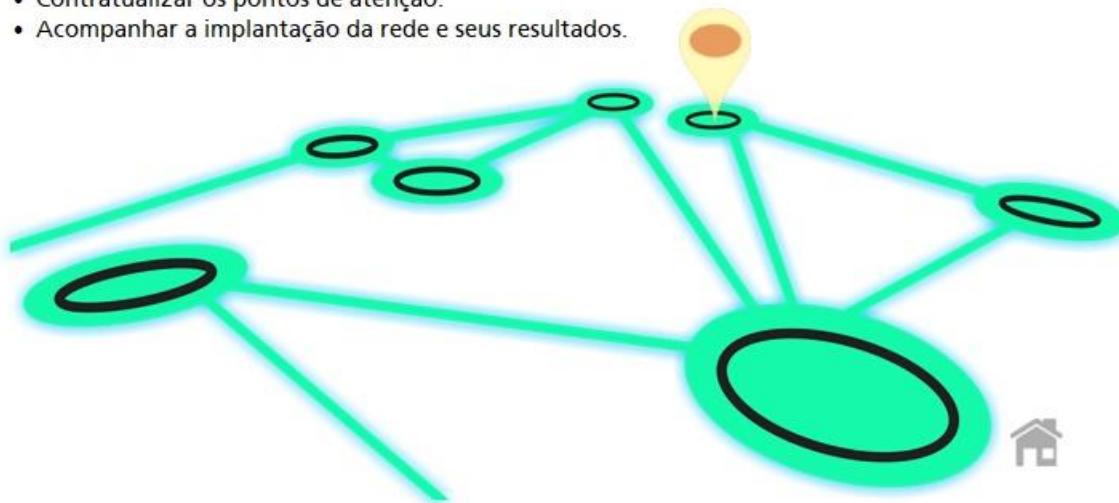 • Contratualizar os pontos de atenção.
• Acompanhar a implantação da rede e seus resultados.